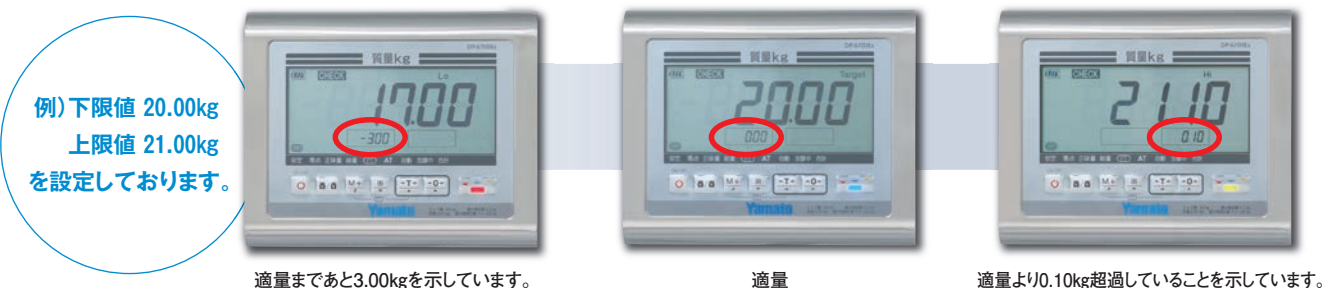 例)下限値 20.00kg
上限値 21.00kg
を設定しております。
質量kg
CHECK
Lo
17.00
-3.00
AT
M+
-T-
-0-
Yamato
適量まであと3.00kgを示しています。
質量kg
CHECK
Target
20.00
0.00
AT
M+
-T-
-0-
Yamato
適量
質量kg
CHECK
Hi
21.10
0.10
AT
M+
-T-
-0-
Yamato
適量より0.10kg超過していることを示しています。